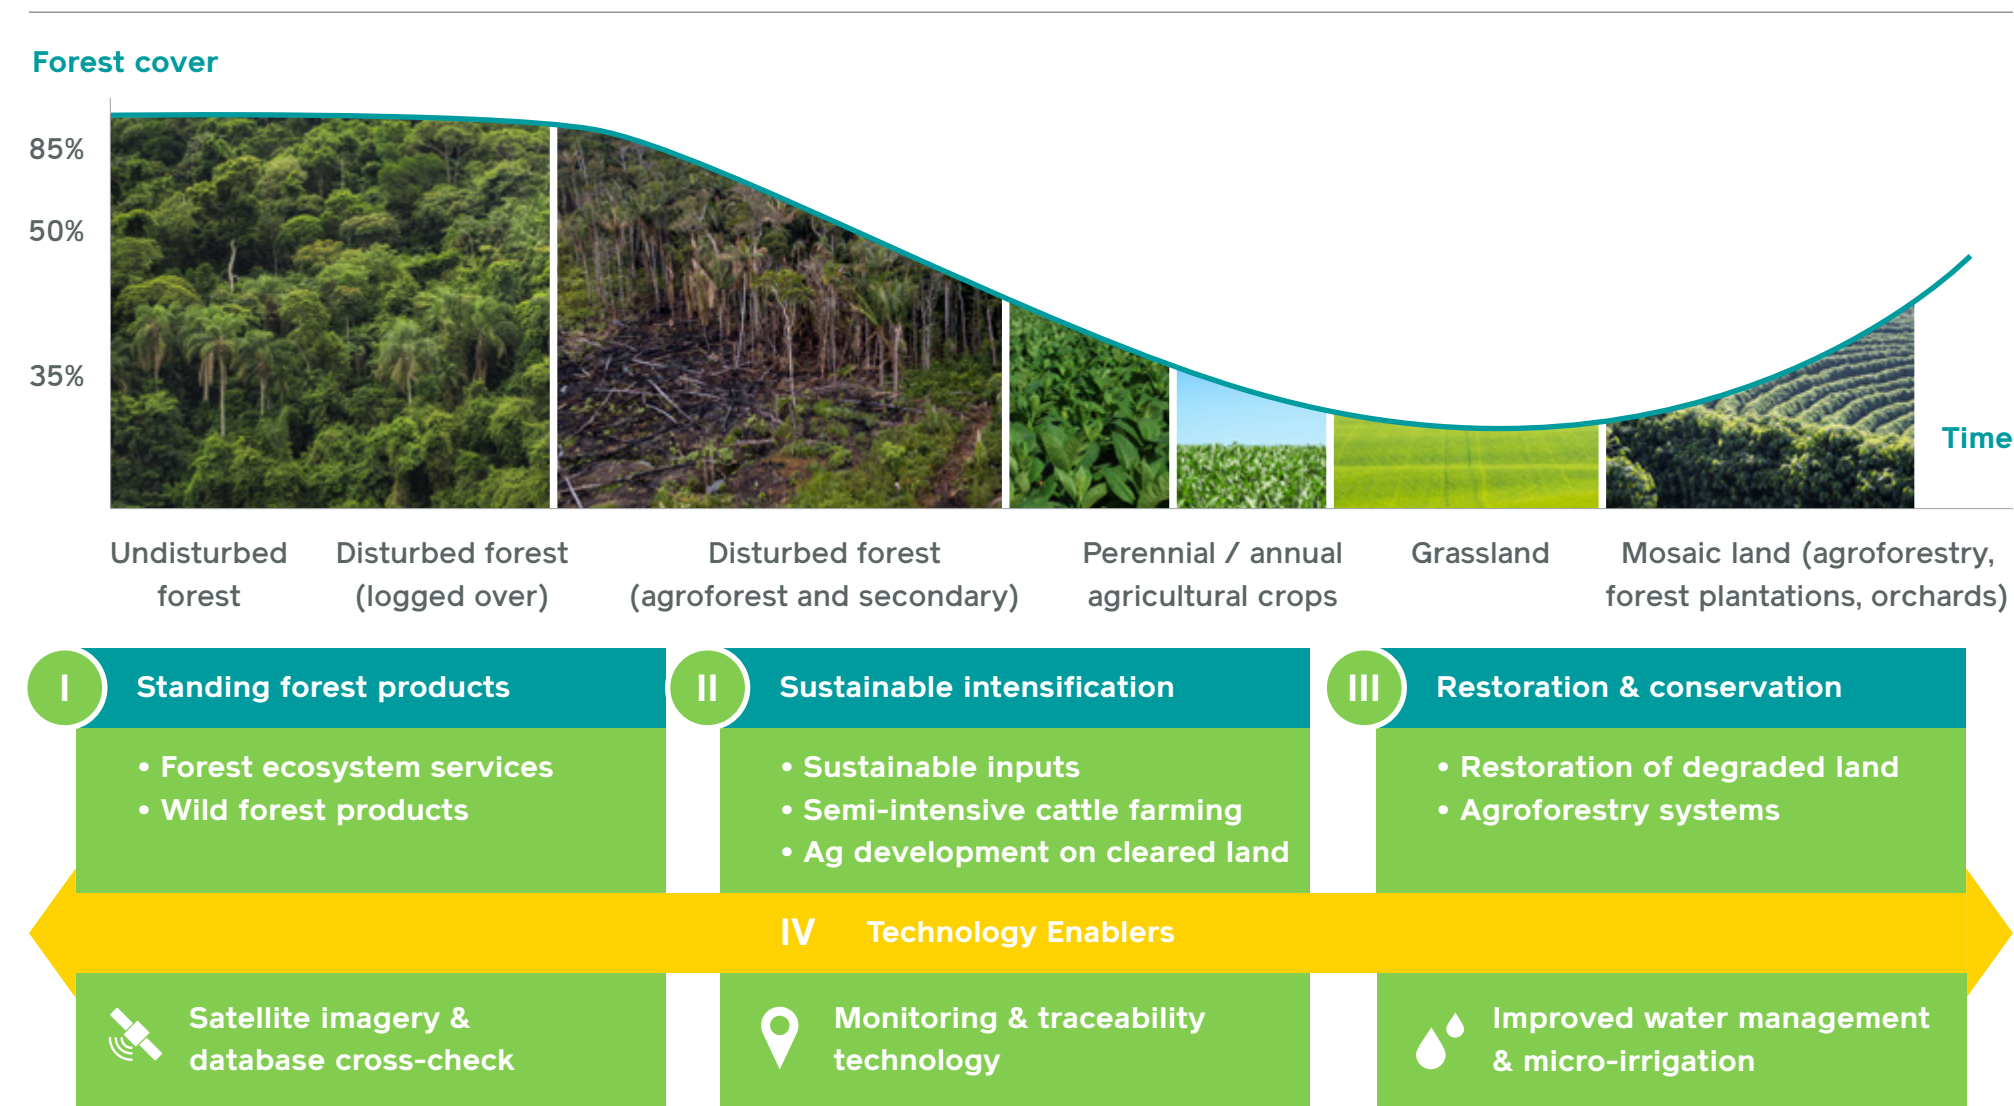 Forest cover
85%
50%
35%
Time
Undisturbed
forest
Disturbed forest
(logged over)
Disturbed forest
(agroforest and secondary)
Perennial / annual
agricultural crops
Grassland
Mosaic land (agroforestry,
forest plantations, orchards)
I
Standing forest products
• Forest ecosystem services
• Wild forest products
II
Sustainable intensification
• Sustainable inputs
• Semi-intensive cattle farming
• Ag development on cleared land
III
Restoration & conservation
• Restoration of degraded land
• Agroforestry systems
IV Technology Enablers
Satellite imagery &
database cross-check
Monitoring & traceability
technology
Improved water management
& micro-irrigation